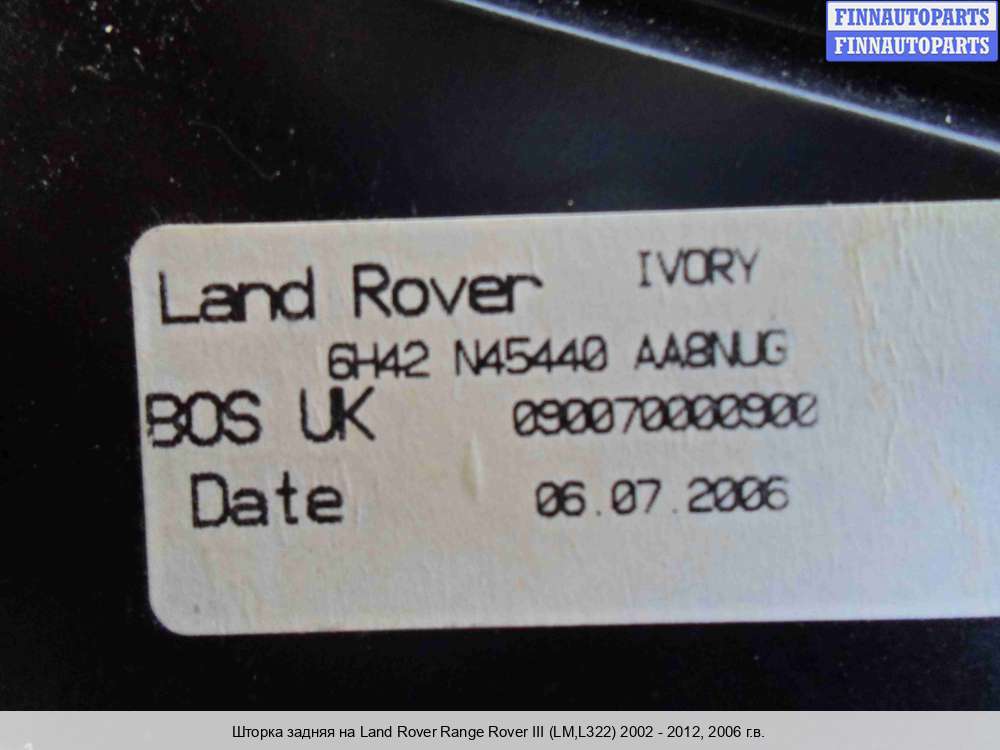 FINNAUTOPARTS
FINNAUTOPARTS
Land Rover IVORY
6H42 N45440 AA8NUG
BOS UK 090070000900
Date 06.07.2006
Шторка задняя на Land Rover Range Rover III (LM,L322) 2002 - 2012, 2006 г.в.